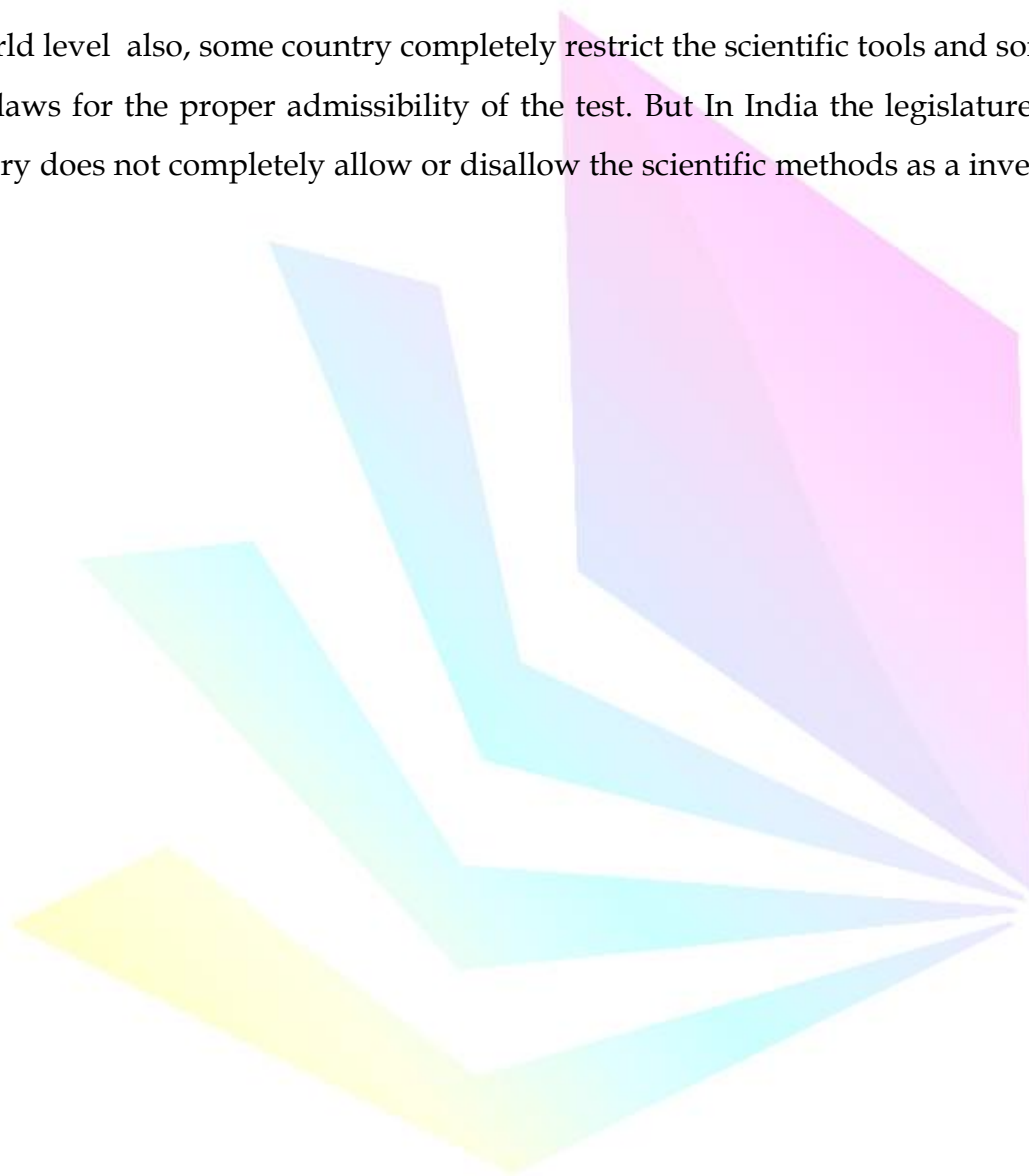 rld level also, some country completely restrict the scientific tools and so
laws for the proper admissibility of the test. But In India the legislature
ry does not completely allow or disallow the scientific methods as a inve